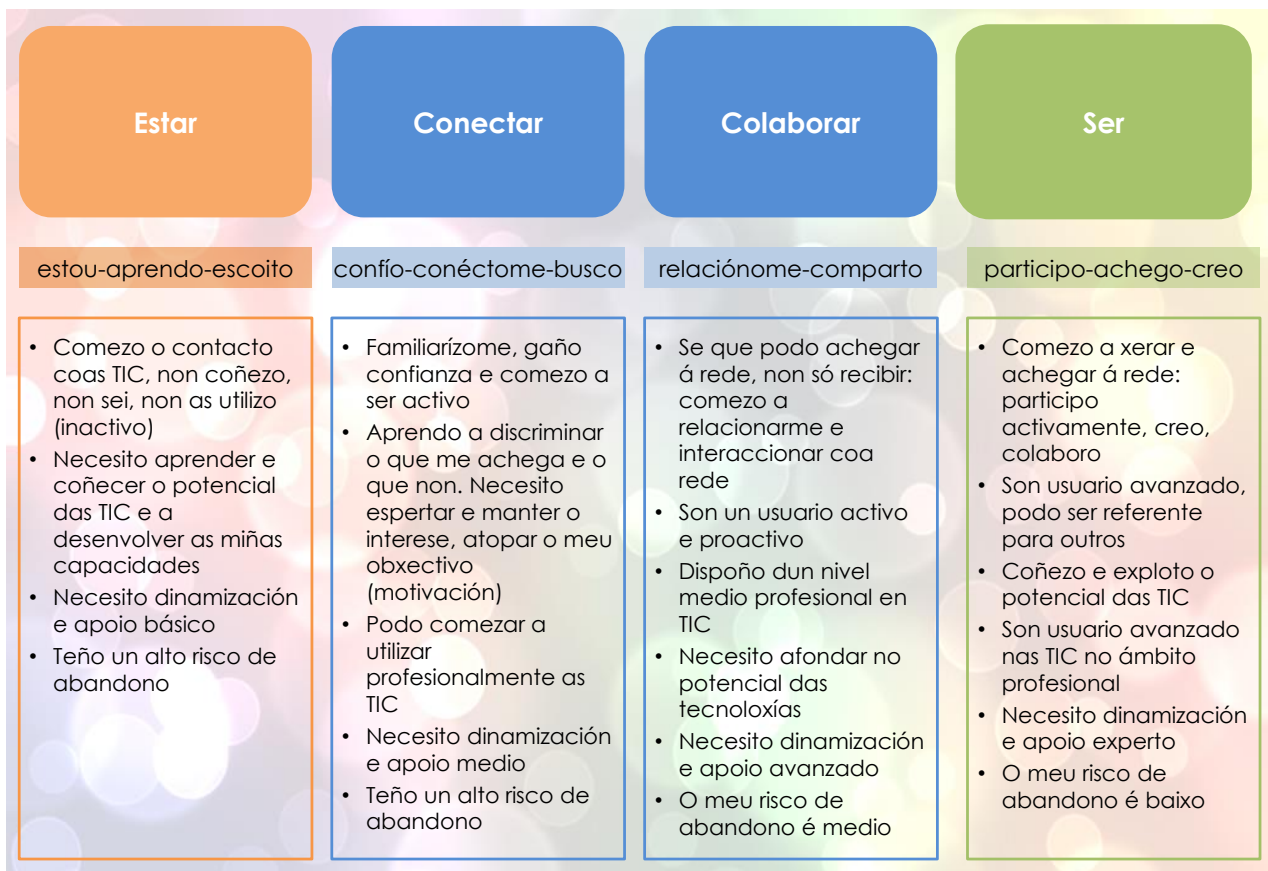 Estar
Conectar
Colaborar
Ser
estou-aprendo-escoito
confío-conéctome-busco
relaciónome-comparto
participo-achego-creo
• Comezo o contacto
coas TIC, non coñezo,
non sei, non as utilizo
(inactivo)
• Necesito aprender e
coñecer o potencial
das TIC e a
desenvolver as miñas
capacidades
• Necesito dinamización
e apoio básico
• Teño un alto risco de
abandono
• Familiarízome, gaño
confianza e comezo a
ser activo
• Aprendo a discriminar
o que me achega e o
que non. Necesito
espertar e manter o
interese, atopar o meu
obxectivo
(motivación)
• Podo comezar a
utilizar
profesionalmente as
TIC
• Necesito dinamización
e apoio medio
• Teño un alto risco de
abandono
• Se que podo achegar
á rede, non só recibir:
comezo a
relacionarme e
interaccionar coa
rede
• Son un usuario activo
e proactivo
• Dispoño dun nivel
medio profesional en
TIC
• Necesito afondar no
potencial das
tecnoloxías
• Necesito dinamización
e apoio avanzado
• O meu risco de
abandono é medio
• Comezo a xerar e
achegar á rede:
participo
activamente, creo,
colaboro
• Son usuario avanzado,
podo ser referente
para outros
• Coñezo e exploto o
potencial das TIC
• Son usuario avanzado
nas TIC no ámbito
profesional
• Necesito dinamización
e apoio experto
• O meu risco de
abandono é baixo